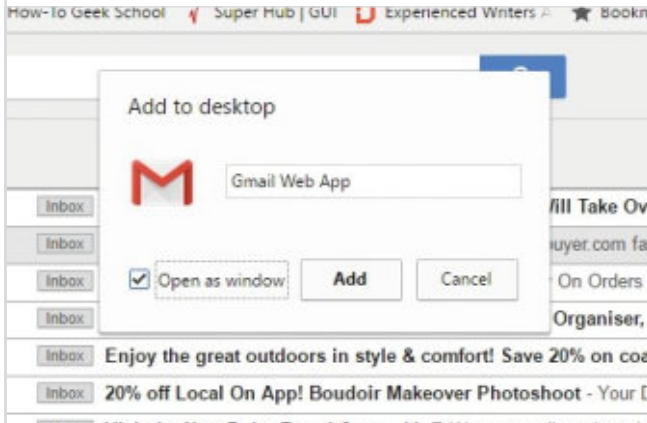 How-To Geek School Super Hub | GUI Experienced Writers A Bookm
Add to desktop
Gmail Web App
Inbox Will Take Ov
Inbox buyer.com fa
Open as window Add Cancel
Inbox On Orders
Inbox Organiser,
Inbox Enjoy the great outdoors in style & comfort! Save 20% on coa
Inbox 20% off Local On App! Boudoir Makeover Photoshoot - Your D